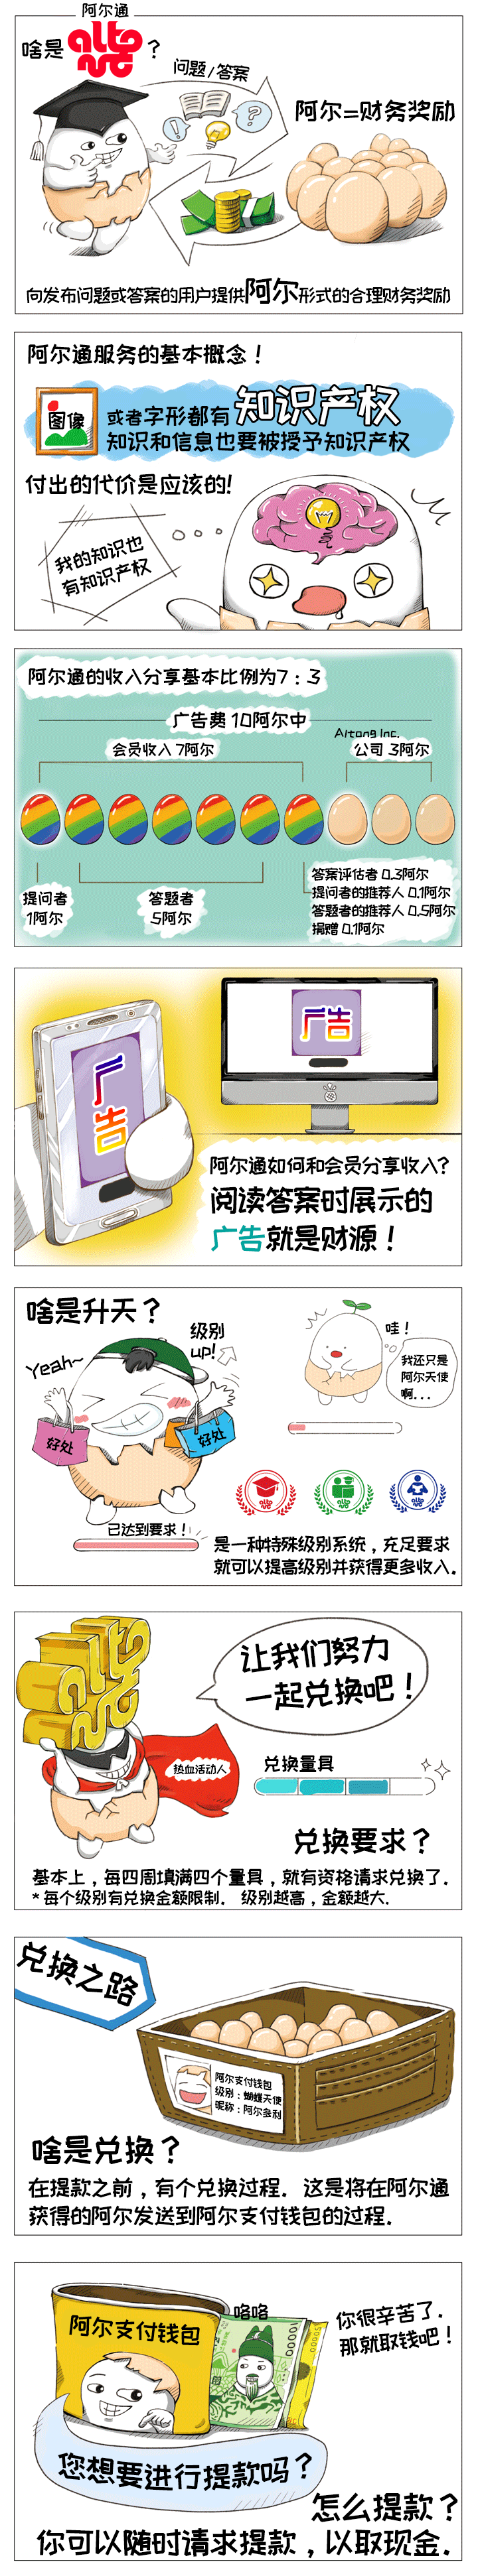 阿尔通
啥是 alltong ?
问题/答案
阿尔=财务奖励
向发布问题或答案的用户提供阿尔形式的合理财务奖励
阿尔通服务的基本概念！
图像
或者字形都有 知识产权
知识和信息也要被授予知识产权
付出的代价是应该的!
我的知识也
有知识产权
阿尔通的收入分享基本比例为7：3
广告费 10阿尔中
Aitong Inc.
会员收入 7阿尔
公司 3阿尔
提问者
1阿尔
答题者
5阿尔
答案评估者 0.3阿尔
提问者的推荐人 0.1阿尔
答题者的推荐人 0.5阿尔
捐赠 0.1阿尔
广告
广告
阿尔通如何和会员分享收入?
阅读答案时展示的
广告就是财源！
啥是升天？
级别
up!
Yeah~
好处
好处
已达到要求！
哇！
我还只是
阿尔天使
啊...
是一种特殊级别系统，充足要求
就可以提高级别并获得更多收入.
让我们努力
一起兑换吧！
热血活动人
兑换量具
兑换要求？
基本上，每四周填满四个量具，就有资格请求兑换了.
* 每个级别有兑换金额限制. 级别越高，金额越大.
兑换之路
阿尔支付钱包
级别：蝴蝶天使
昵称：阿尔多利
啥是兑换？
在提款之前，有个兑换过程. 这是将在阿尔通
获得的阿尔发送到阿尔支付钱包的过程.
阿尔支付钱包
咯咯
10000
你很辛苦了.
那就取钱吧！
您想要进行提款吗？
怎么提款？
你可以随时请求提款，以取现金.